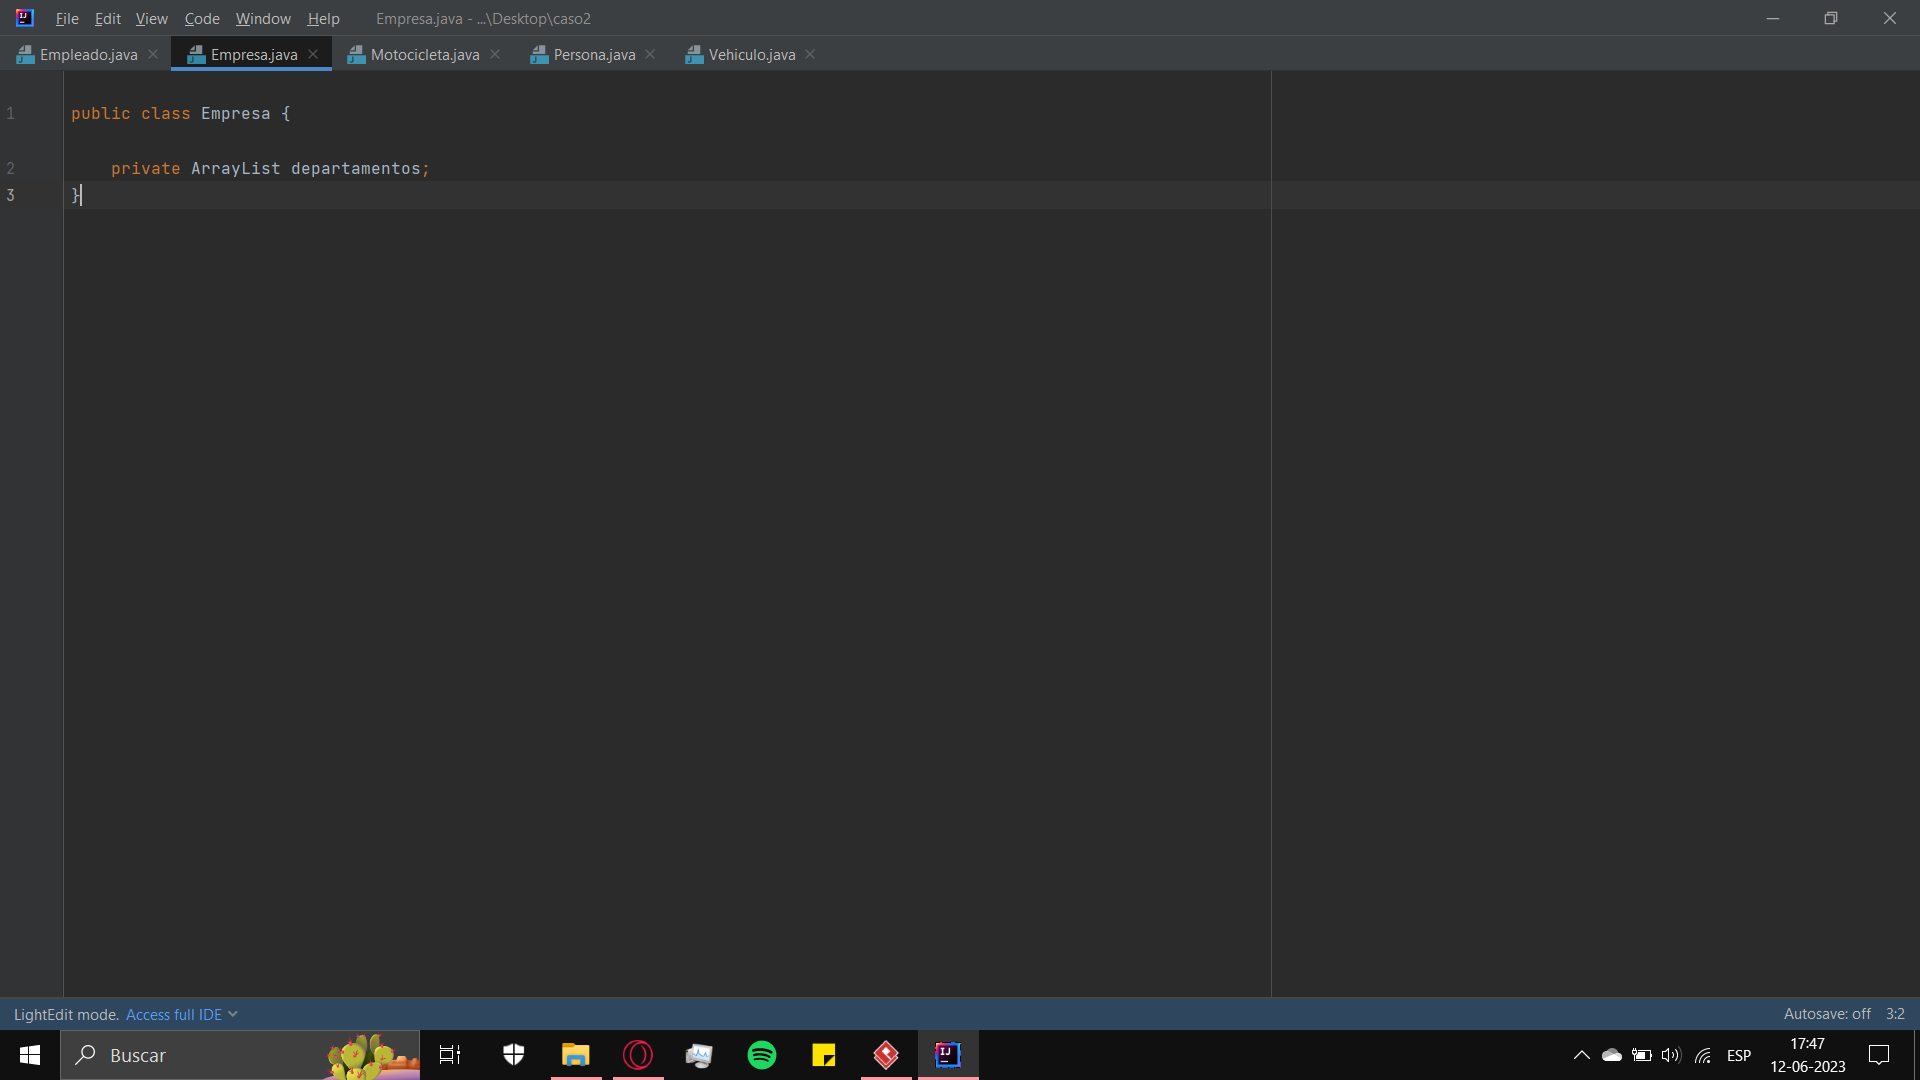 File Edit View Code Window Help Empresa.java - ...\Desktop\caso2
Empleado.java Empresa.java Motocicleta.java Persona.java Vehiculo.java
1 public class Empresa {
2 private ArrayList departamentos;
3 }
LightEdit mode. Access full IDE Autosave: off 3:2
Buscar ESP 17:47
12-06-2023